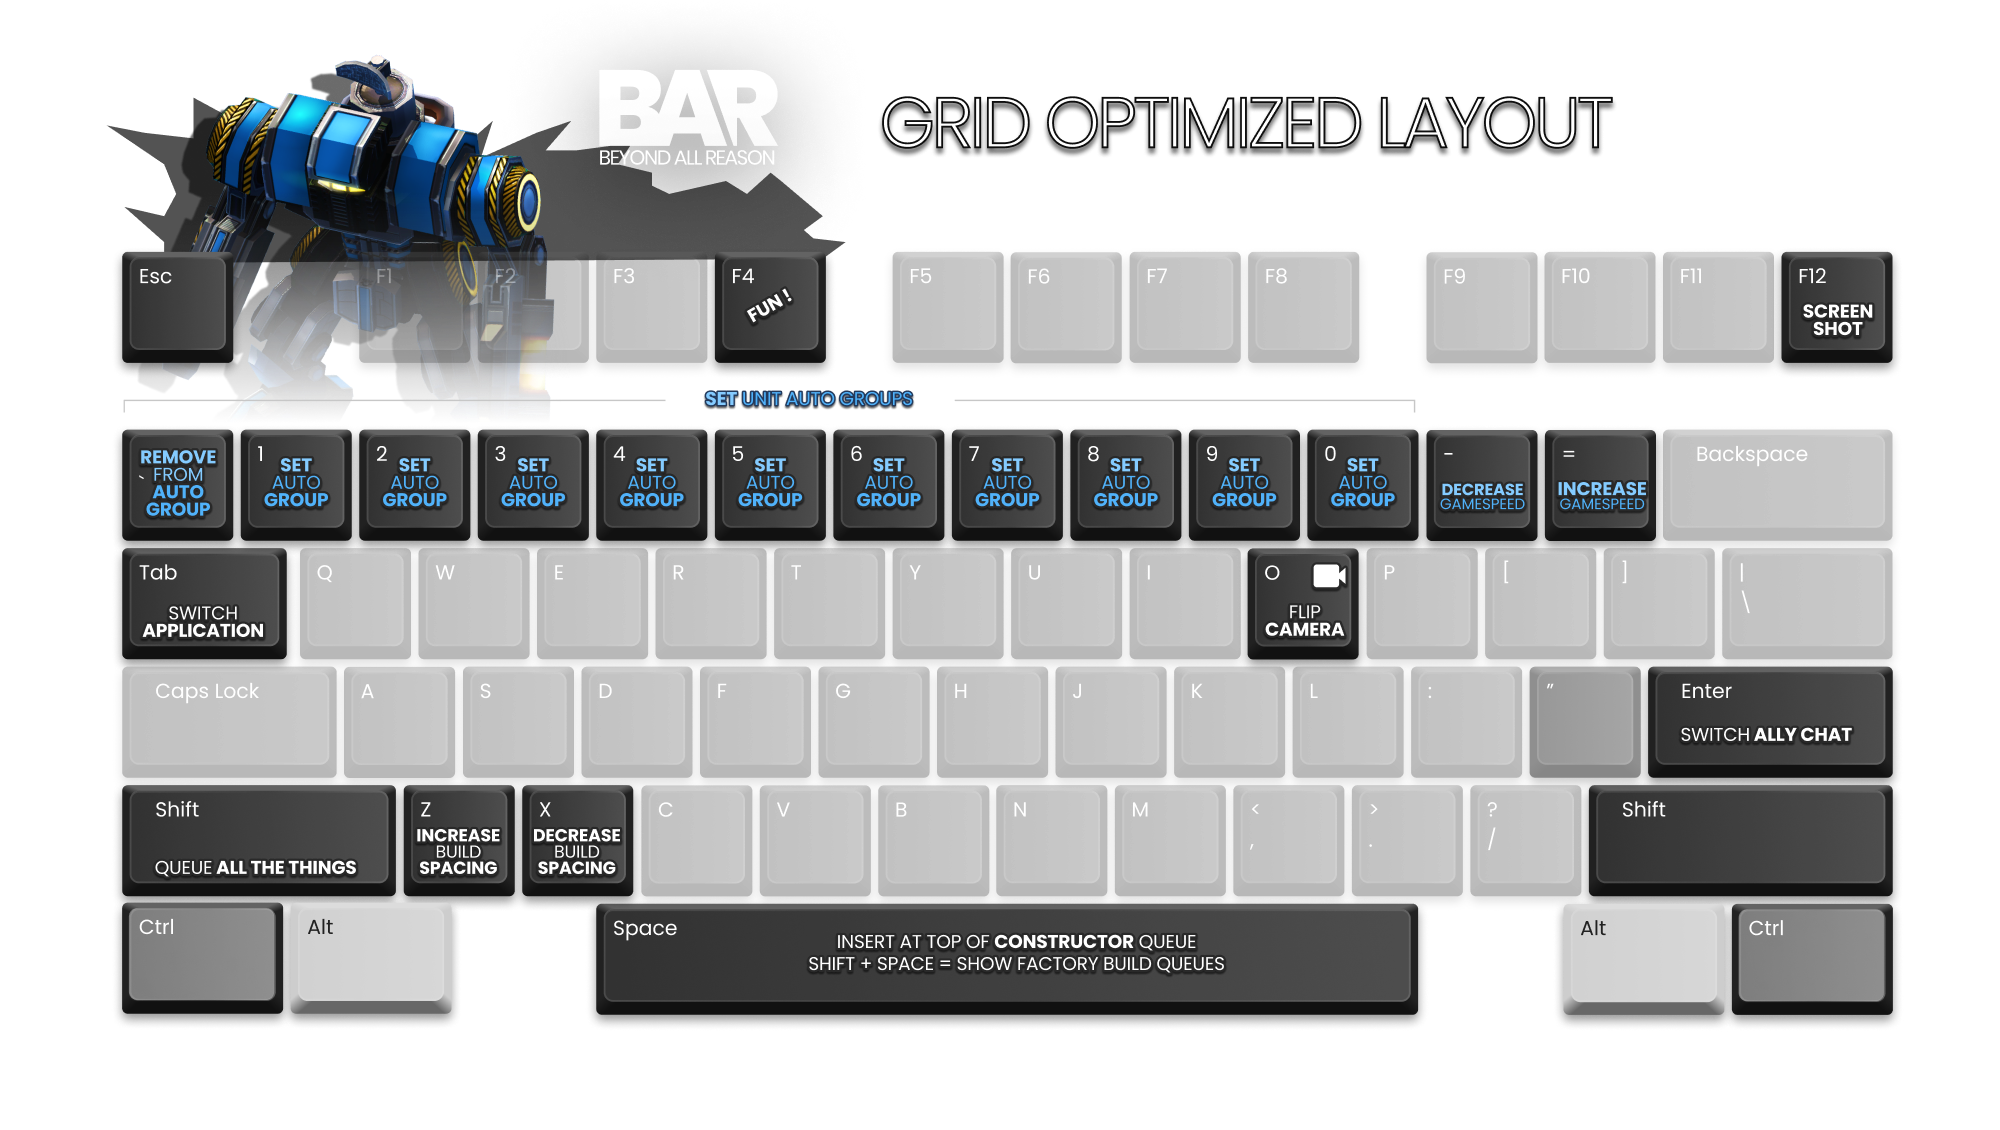 BAR
BEYOND ALL REASON
GRID OPTIMIZED LAYOUT
Esc
F1
F2
F3
F4
FUN !
F5
F6
F7
F8
F9
F10
F11
F12
SCREEN
SHOT
SET UNIT AUTO GROUPS
`
REMOVE
FROM
AUTO
GROUP
1
SET
AUTO
GROUP
2
SET
AUTO
GROUP
3
SET
AUTO
GROUP
4
SET
AUTO
GROUP
5
SET
AUTO
GROUP
6
SET
AUTO
GROUP
7
SET
AUTO
GROUP
8
SET
AUTO
GROUP
9
SET
AUTO
GROUP
0
SET
AUTO
GROUP
-
DECREASE
GAMESPEED
=
INCREASE
GAMESPEED
Backspace
Tab
SWITCH
APPLICATION
Q
W
E
R
T
Y
U
I
O
FLIP
CAMERA
P
[
]
|
\
Caps Lock
A
S
D
F
G
H
J
K
L
:
"
Enter
SWITCH ALLY CHAT
Shift
QUEUE ALL THE THINGS
Z
INCREASE
BUILD
SPACING
X
DECREASE
BUILD
SPACING
C
V
B
N
M
<
,
>
.
?
/
Shift
Ctrl
Alt
Space
INSERT AT TOP OF CONSTRUCTOR QUEUE
SHIFT + SPACE = SHOW FACTORY BUILD QUEUES
Alt
Ctrl